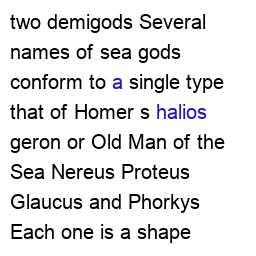 two demigods Several
names of sea gods
conform to a single type
that of Homer s halios
geron or Old Man of the
Sea Nereus Proteus
Glaucus and Phorkys
Each one is a shape